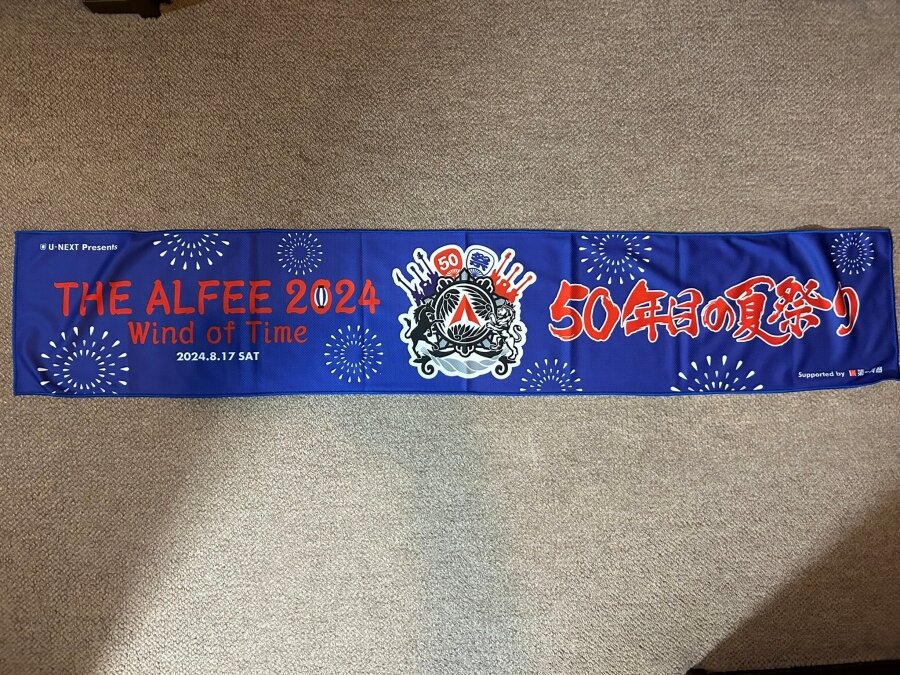 U-NEXT Presents
THE ALFEE 2024
Wind of Time
2024.8.17 SAT
50 祭
50年目の夏祭り
Supported by